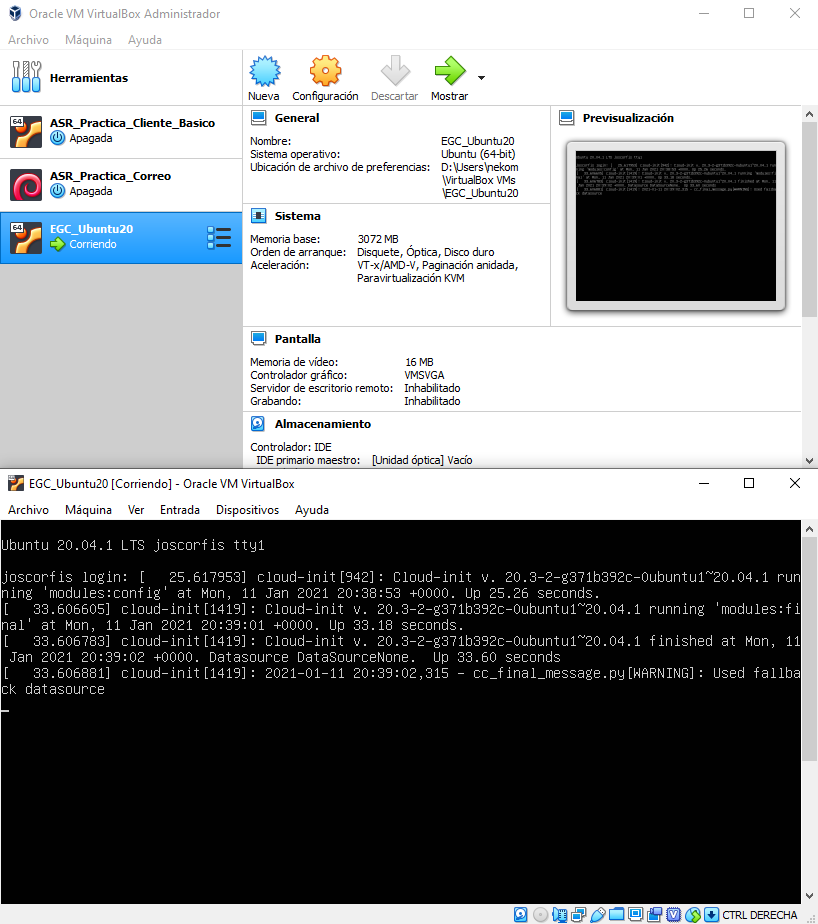 Oracle VM VirtualBox Administrador
Archivo Máquina Ayuda
Herramientas
Nueva Configuración Descartar Mostrar
64
ASR_Practica_Cliente_Basico
Apagada
ASR_Practica_Correo
Apagada
64
EGC_Ubuntu20
Corriendo
General
Nombre: EGC_Ubuntu20
Sistema operativo: Ubuntu (64-bit)
Ubicación de archivo de preferencias: D:\Users\nekom
\VirtualBox VMs
\EGC_Ubuntu20
Previsualización
Sistema
Memoria base: 3072 MB
Orden de arranque: Disquete, Óptica, Disco duro
Aceleración: VT-x/AMD-V, Paginación anidada,
Paravirtualización KVM
Pantalla
Memoria de vídeo: 16 MB
Controlador gráfico: VMSVGA
Servidor de escritorio remoto: Inhabilitado
Grabando: Inhabilitado
Almacenamiento
Controlador: IDE
IDE primario maestro: [Unidad óptica] Vacío
EGC_Ubuntu20 [Corriendo] - Oracle VM VirtualBox
Archivo Máquina Ver Entrada Dispositivos Ayuda
Ubuntu 20.04.1 LTS joscorfis tty1
joscorfis login: [   25.617953] cloud-init[942]: Cloud-init v. 20.3-2-g371b392c-0ubuntu1~20.04.1 run
ning 'modules:config' at Mon, 11 Jan 2021 20:38:53 +0000. Up 25.26 seconds.
[   33.606605] cloud-init[1419]: Cloud-init v. 20.3-2-g371b392c-0ubuntu1~20.04.1 running 'modules:fi
nal' at Mon, 11 Jan 2021 20:39:01 +0000. Up 33.18 seconds.
[   33.606783] cloud-init[1419]: Cloud-init v. 20.3-2-g371b392c-0ubuntu1~20.04.1 finished at Mon, 11
 Jan 2021 20:39:02 +0000. Datasource DataSourceNone.  Up 33.60 seconds
[   33.606881] cloud-init[1419]: 2021-01-11 20:39:02,315 - cc_final_message.py[WARNING]: Used fallba
ck datasource
CTRL DERECHA